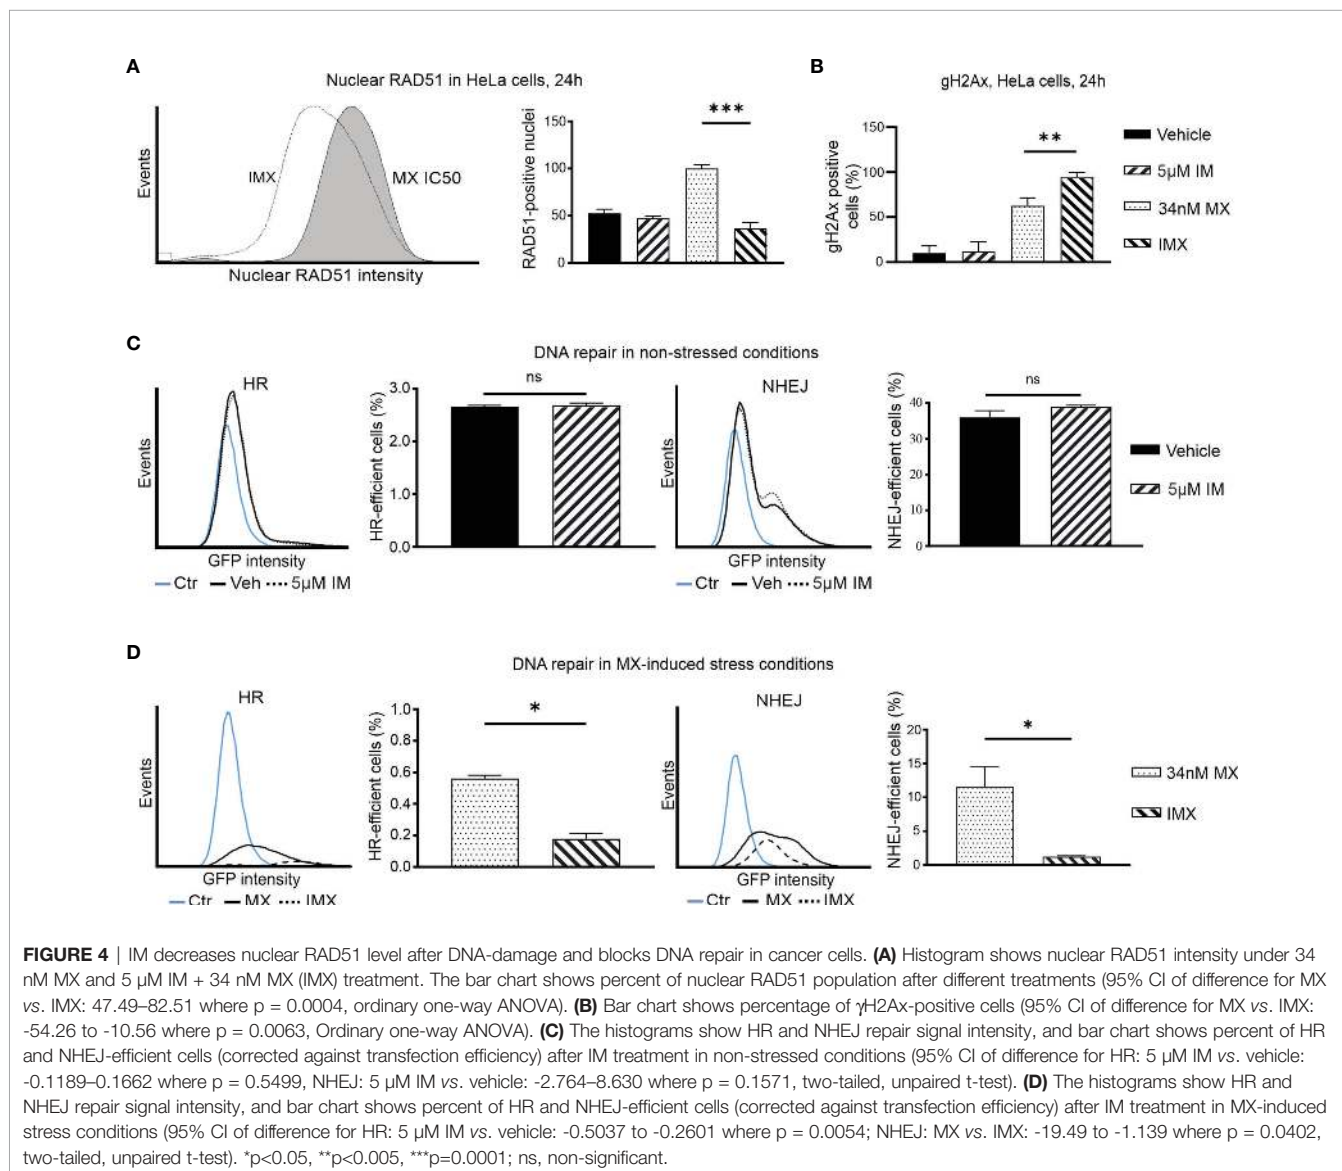 A
Nuclear RAD51 in HeLa cells, 24h
Events
IMX
MX IC50
Nuclear RAD51 intensity
RAD51-positive nuclei
150
100
50
0
***
B
gH2Ax, HeLa cells, 24h
gH2Ax positive
cells (%)
150
100
50
0
**
Vehicle
5µM IM
34nM MX
IMX
C
DNA repair in non-stressed conditions
HR
Events
GFP intensity
Ctr Veh 5µM IM
HR-efficient cells (%)
3.0
2.0
1.0
0.0
ns
NHEJ
Events
GFP intensity
Ctr Veh 5µM IM
NHEJ-efficient cells (%)
40
30
20
10
0
ns
Vehicle
5µM IM
D
DNA repair in MX-induced stress conditions
HR
Events
GFP intensity
Ctr MX IMX
HR-efficient cells (%)
1.0
0.8
0.6
0.4
0.2
0.0
*
NHEJ
Events
GFP intensity
Ctr MX IMX
NHEJ-efficient cells (%)
20
15
10
5
0
*
34nM MX
IMX
FIGURE 4 | IM decreases nuclear RAD51 level after DNA-damage and blocks DNA repair in cancer cells. (A) Histogram shows nuclear RAD51 intensity under 34
nM MX and 5 µM IM + 34 nM MX (IMX) treatment. The bar chart shows percent of nuclear RAD51 population after different treatments (95% CI of difference for MX
vs. IMX: 47.49–82.51 where p = 0.0004, ordinary one-way ANOVA). (B) Bar chart shows percentage of γH2Ax-positive cells (95% CI of difference for MX vs. IMX:
-54.26 to -10.56 where p = 0.0063, Ordinary one-way ANOVA). (C) The histograms show HR and NHEJ repair signal intensity, and bar chart shows percent of HR
and NHEJ-efficient cells (corrected against transfection efficiency) after IM treatment in non-stressed conditions (95% CI of difference for HR: 5 µM IM vs. vehicle:
-0.1189–0.1662 where p = 0.5499, NHEJ: 5 µM IM vs. vehicle: -2.764–8.630 where p = 0.1571, two-tailed, unpaired t-test). (D) The histograms show HR and
NHEJ repair signal intensity, and bar chart shows percent of HR and NHEJ-efficient cells (corrected against transfection efficiency) after IM treatment in MX-induced
stress conditions (95% CI of difference for HR: 5 µM IM vs. vehicle: -0.5037 to -0.2601 where p = 0.0054; NHEJ: MX vs. IMX: -19.49 to -1.139 where p = 0.0402,
two-tailed, unpaired t-test). *p<0.05, **p<0.005, ***p=0.0001; ns, non-significant.